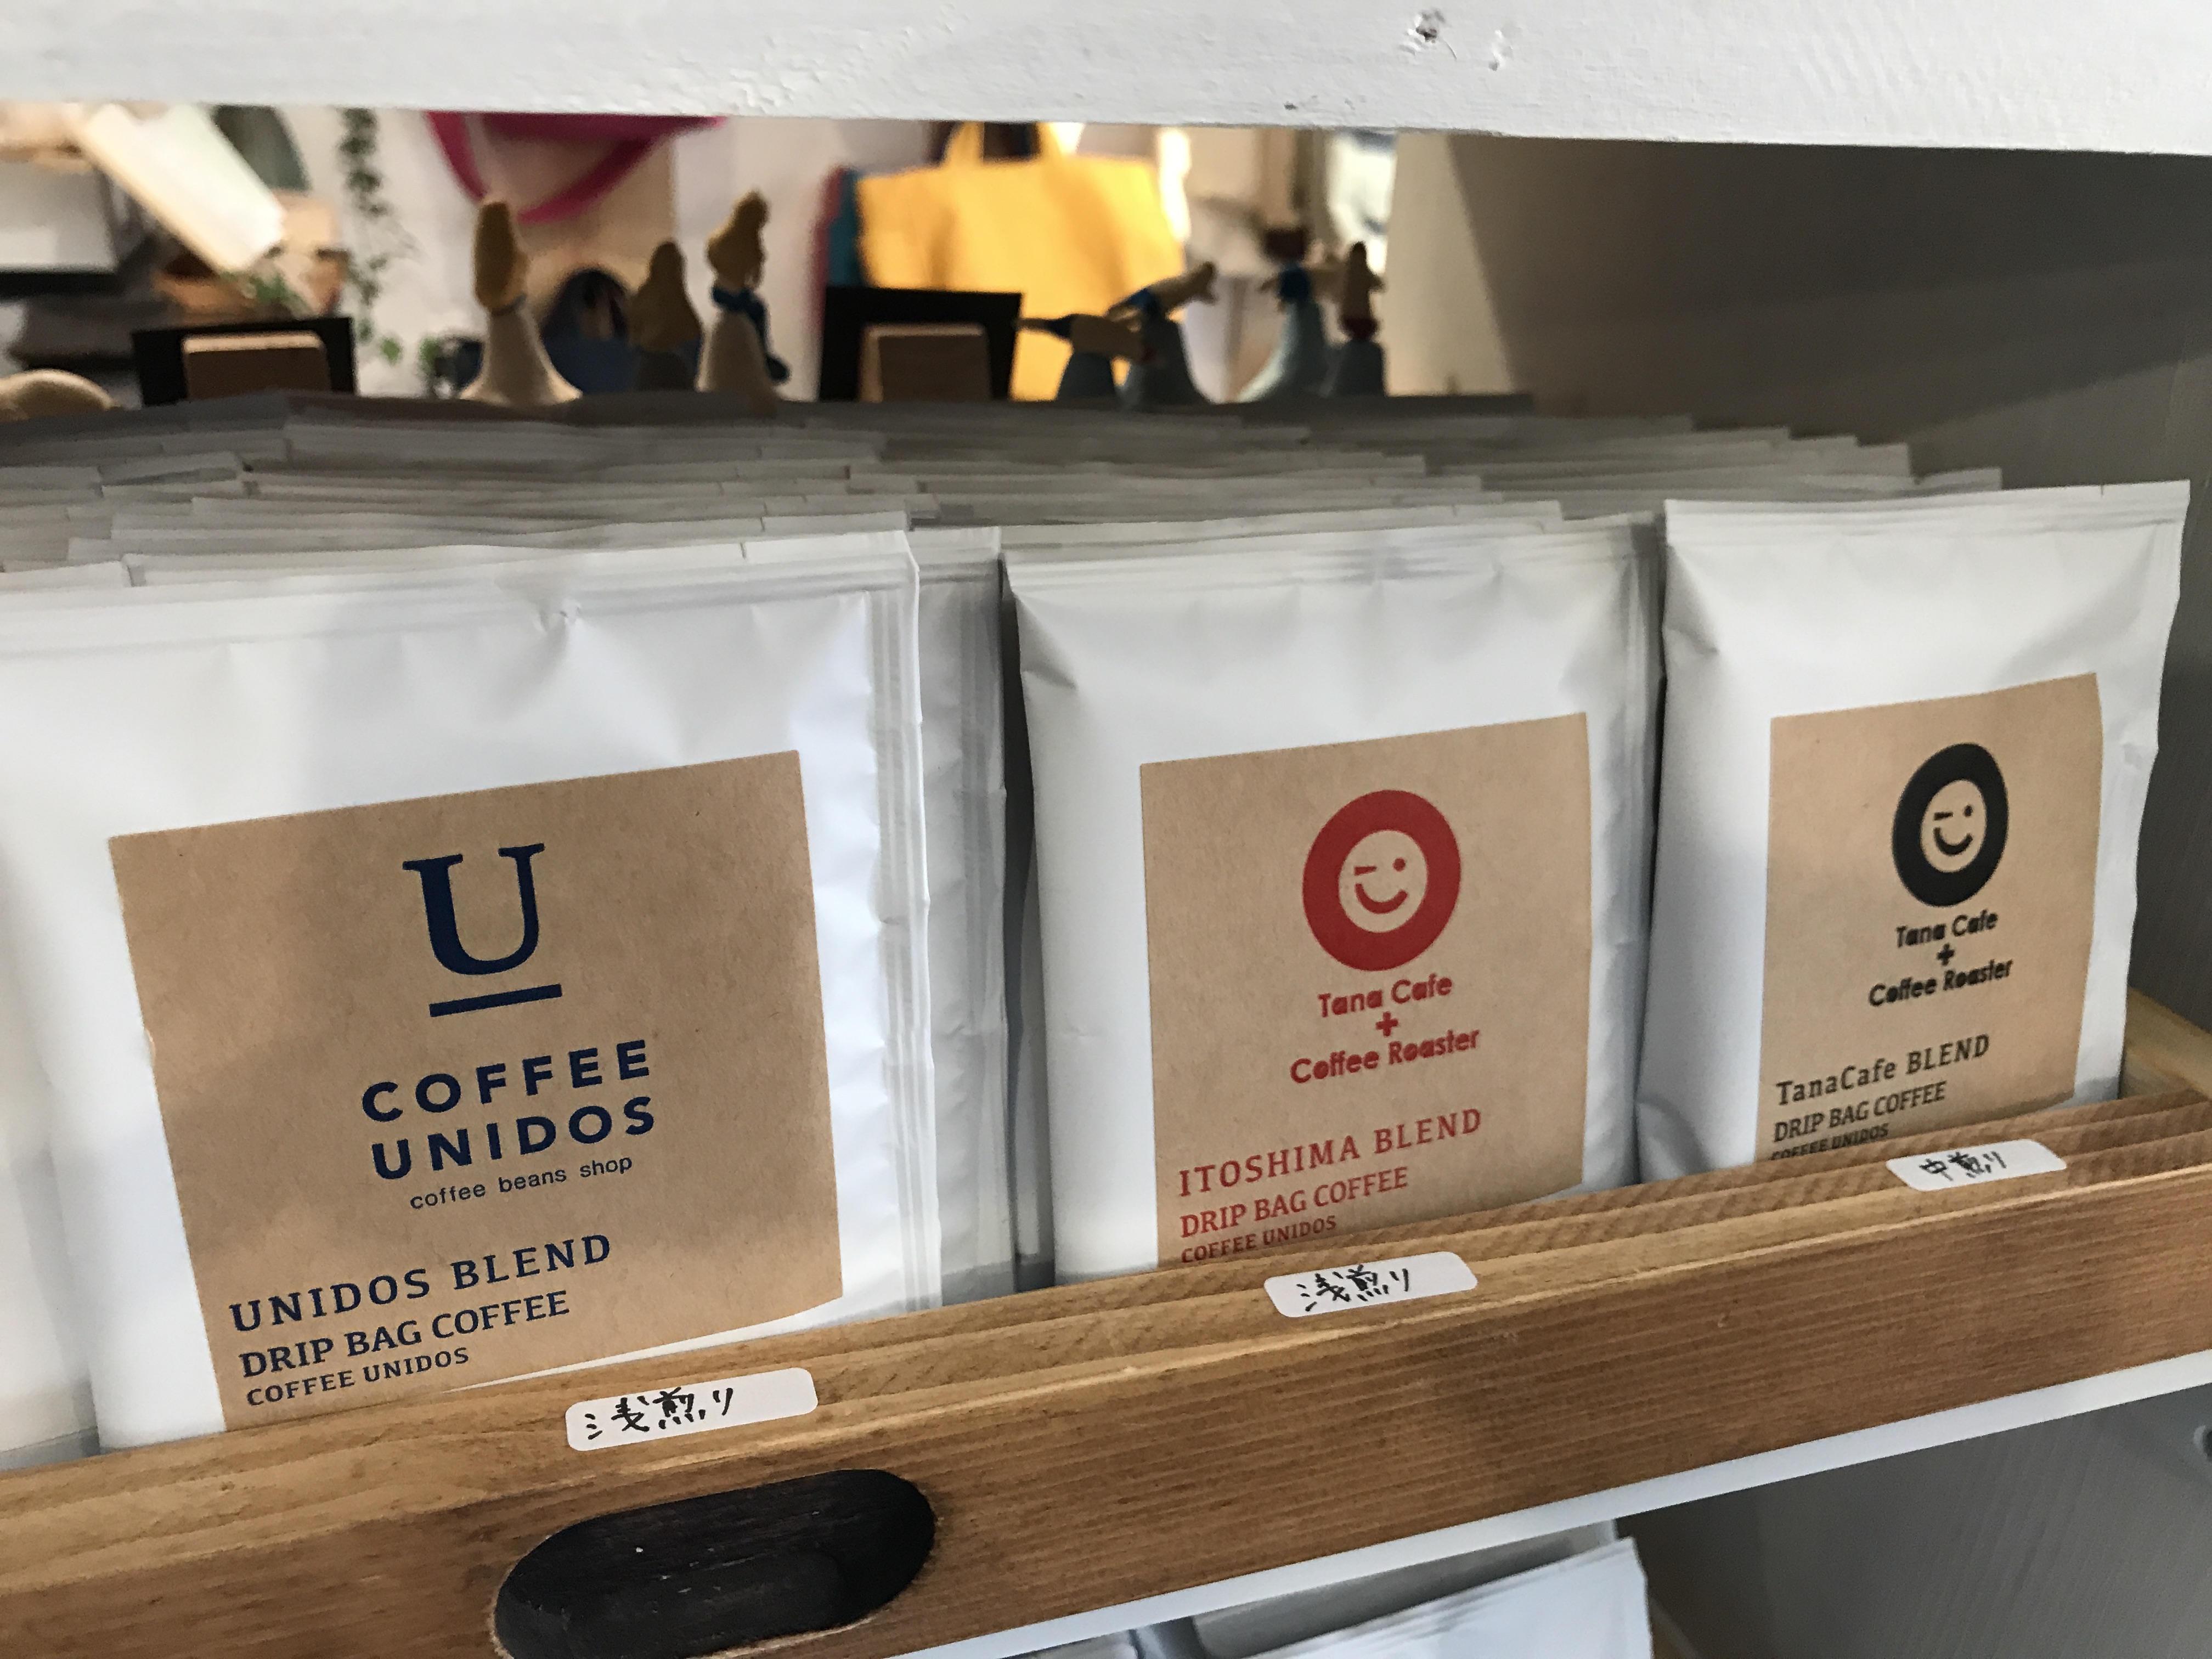 U
COFFEE
UNIDOS
coffee beans shop
UNIDOS BLEND
DRIP BAG COFFEE
COFFEE UNIDOS
浅煎り
Tana Cafe
+
Coffee Roaster
ITOSHIMA BLEND
DRIP BAG COFFEE
COFFEE UNIDOS
浅煎り
Tana Cafe
+
Coffee Roaster
TanaCafe BLEND
DRIP BAG COFFEE
COFFEE UNIDOS
中煎り